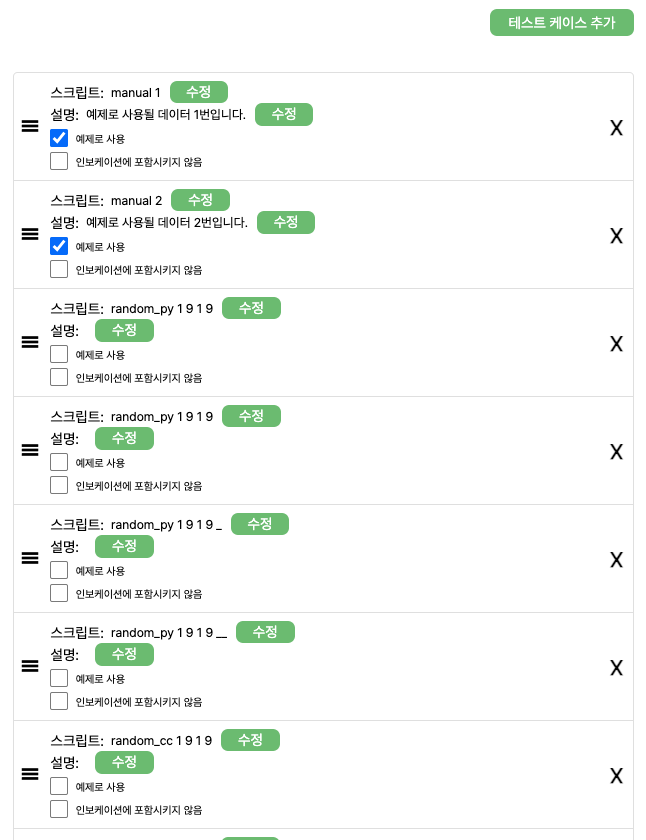 테스트 케이스 추가
스크립트: manual 1 수정
설명: 예제로 사용될 데이터 1번입니다. 수정
예제로 사용
인보케이션에 포함시키지 않음
X
스크립트: manual 2 수정
설명: 예제로 사용될 데이터 2번입니다. 수정
예제로 사용
인보케이션에 포함시키지 않음
X
스크립트: random_py 1 9 1 9 수정
설명: 수정
예제로 사용
인보케이션에 포함시키지 않음
X
스크립트: random_py 1 9 1 9 수정
설명: 수정
예제로 사용
인보케이션에 포함시키지 않음
X
스크립트: random_py 1 9 1 9 _ 수정
설명: 수정
예제로 사용
인보케이션에 포함시키지 않음
X
스크립트: random_py 1 9 1 9 __ 수정
설명: 수정
예제로 사용
인보케이션에 포함시키지 않음
X
스크립트: random_cc 1 9 1 9 수정
설명: 수정
예제로 사용
인보케이션에 포함시키지 않음
X